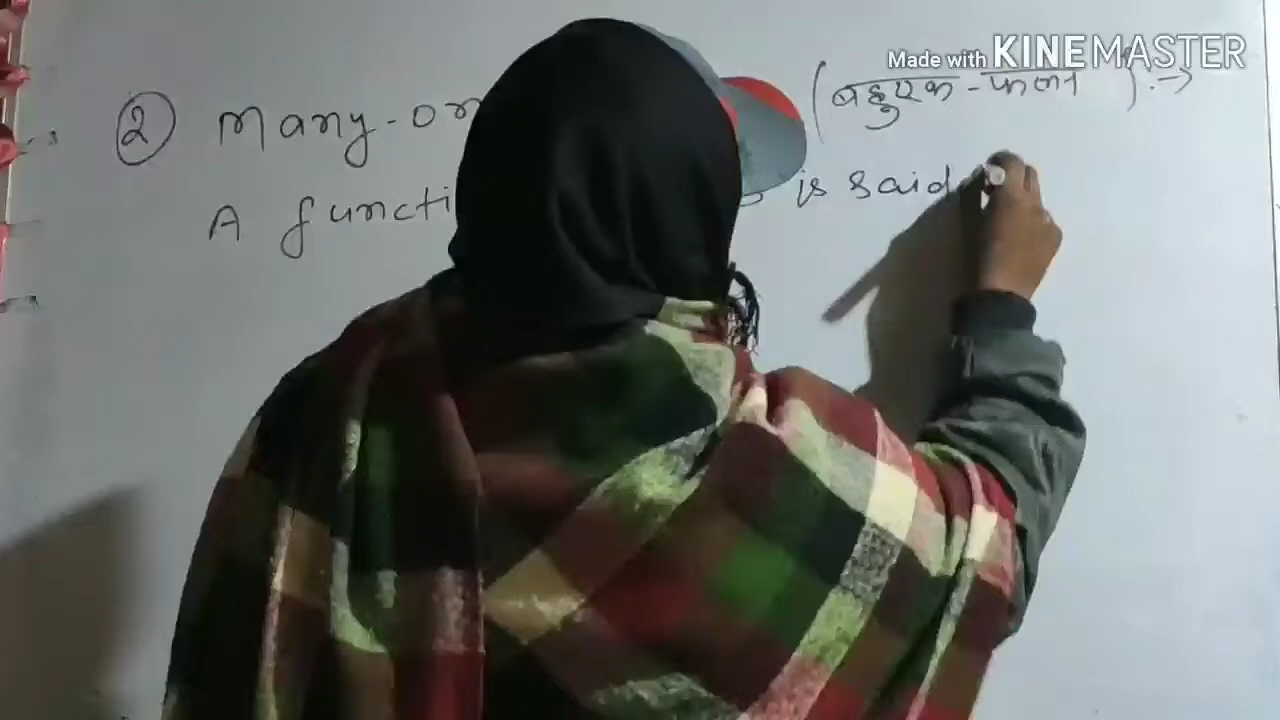 Made with KINEMASTER
② Many-on (बहुएक-फलन) :→
A functi is said